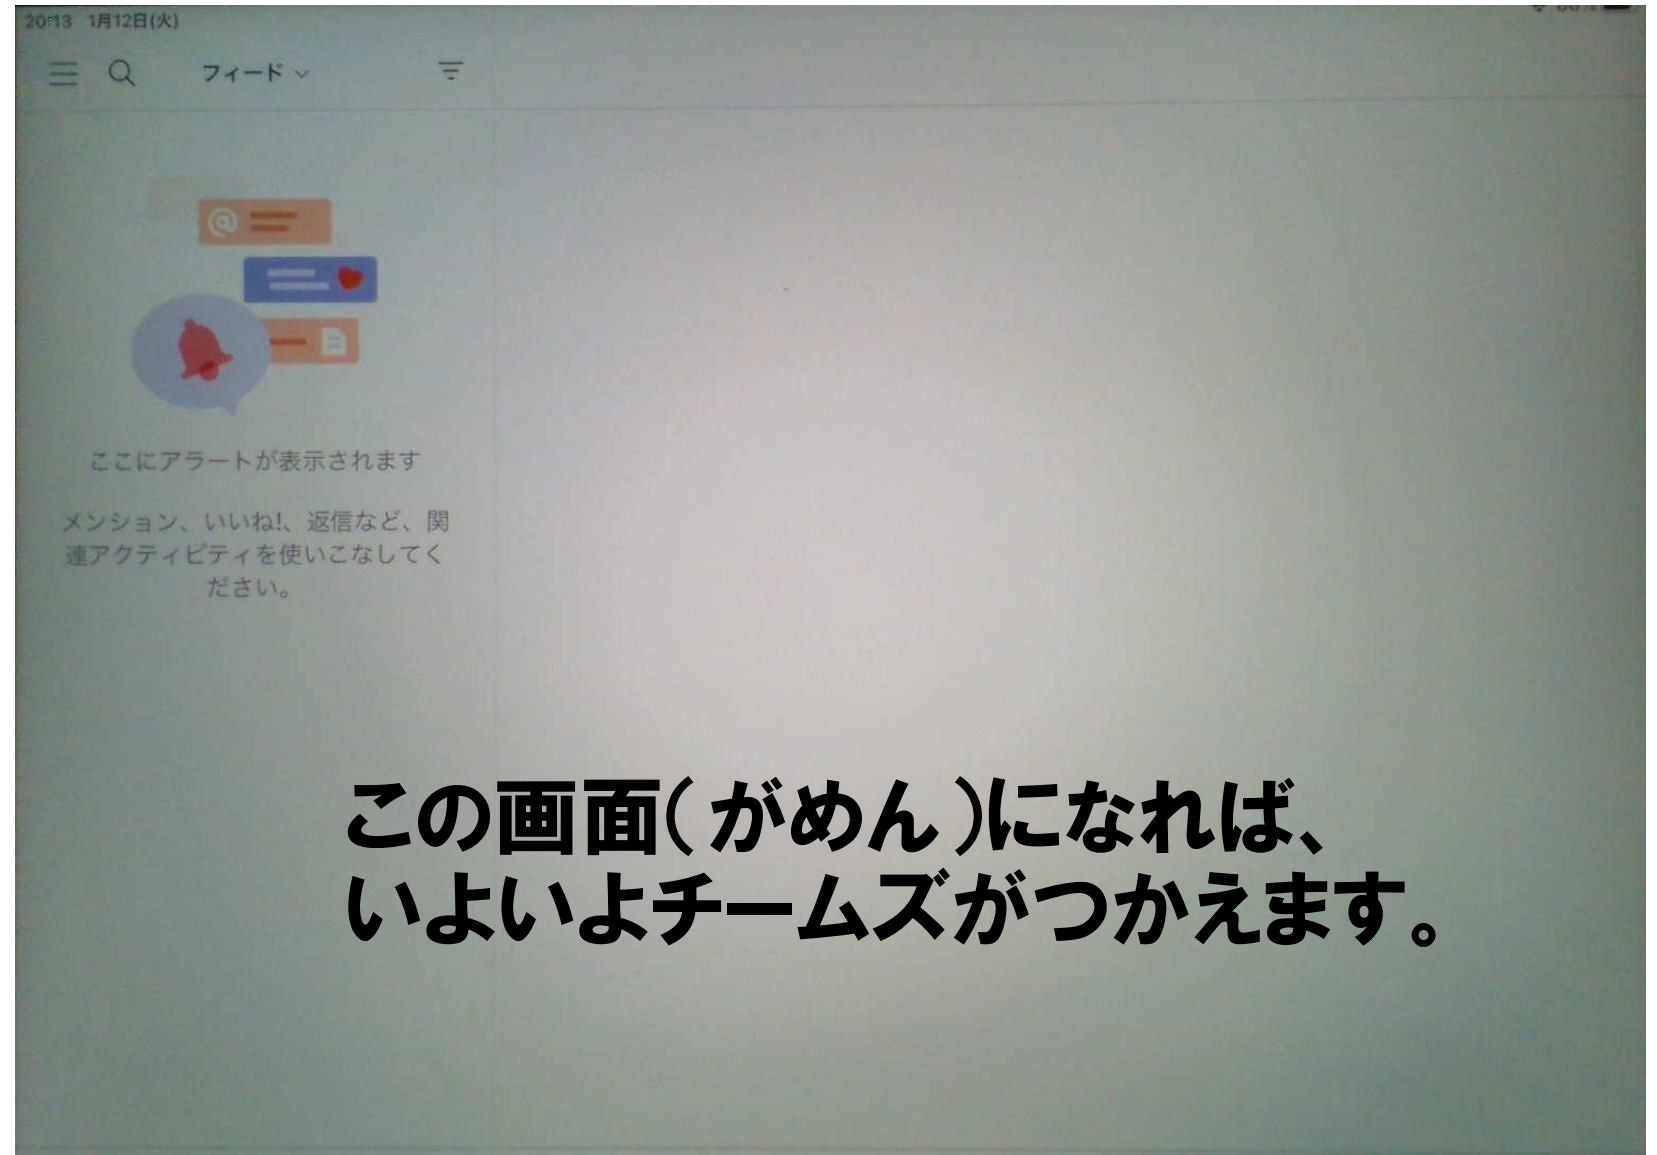 20:13 1月12日(火)
フィード
ここにアラートが表示されます
メンション、いいね!、返信など、関
連アクティビティを使いこなしてく
ださい。
この画面(がめん)になれば、
いよいよチームズがつかえます。